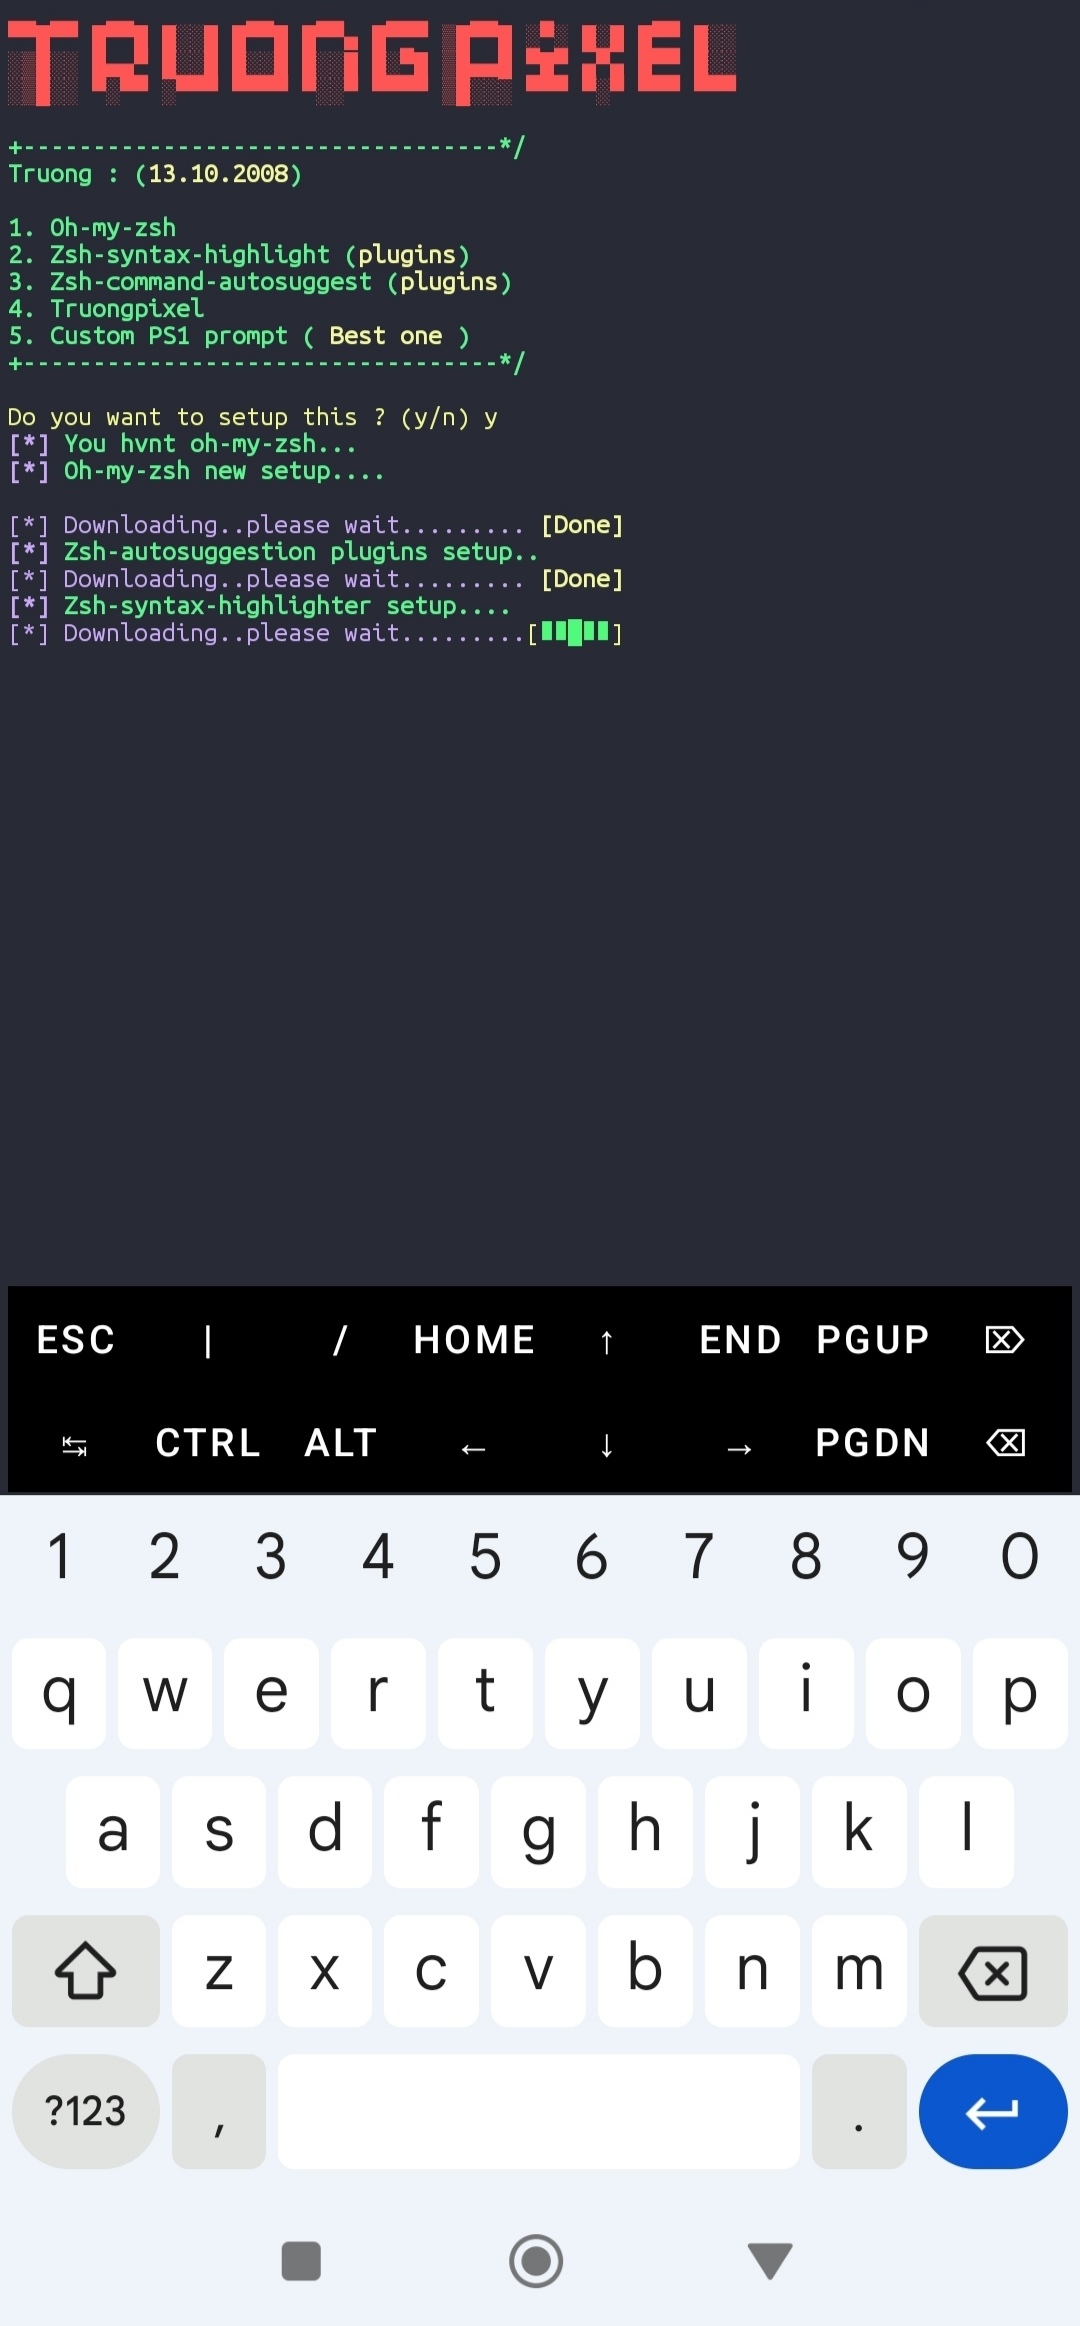 TRUONGPiXEL
+----------------------------------*/
Truong : (13.10.2008)
1. Oh-my-zsh
2. Zsh-syntax-highlight (plugins)
3. Zsh-command-autosuggest (plugins)
4. Truongpixel
5. Custom PS1 prompt ( Best one )
+----------------------------------*/
Do you want to setup this ? (y/n) y
[*] You hvnt oh-my-zsh...
[*] Oh-my-zsh new setup....
[*] Downloading..please wait......... [Done]
[*] Zsh-autosuggestion plugins setup..
[*] Downloading..please wait......... [Done]
[*] Zsh-syntax-highlighter setup....
[*] Downloading..please wait.........[▮▮█▮▮]
ESC | / HOME ↑ END PGUP ⌦
↹ CTRL ALT ← ↓ → PGDN ⌫
1 2 3 4 5 6 7 8 9 0
q w e r t y u i o p
a s d f g h j k l
z x c v b n m
?123 , .